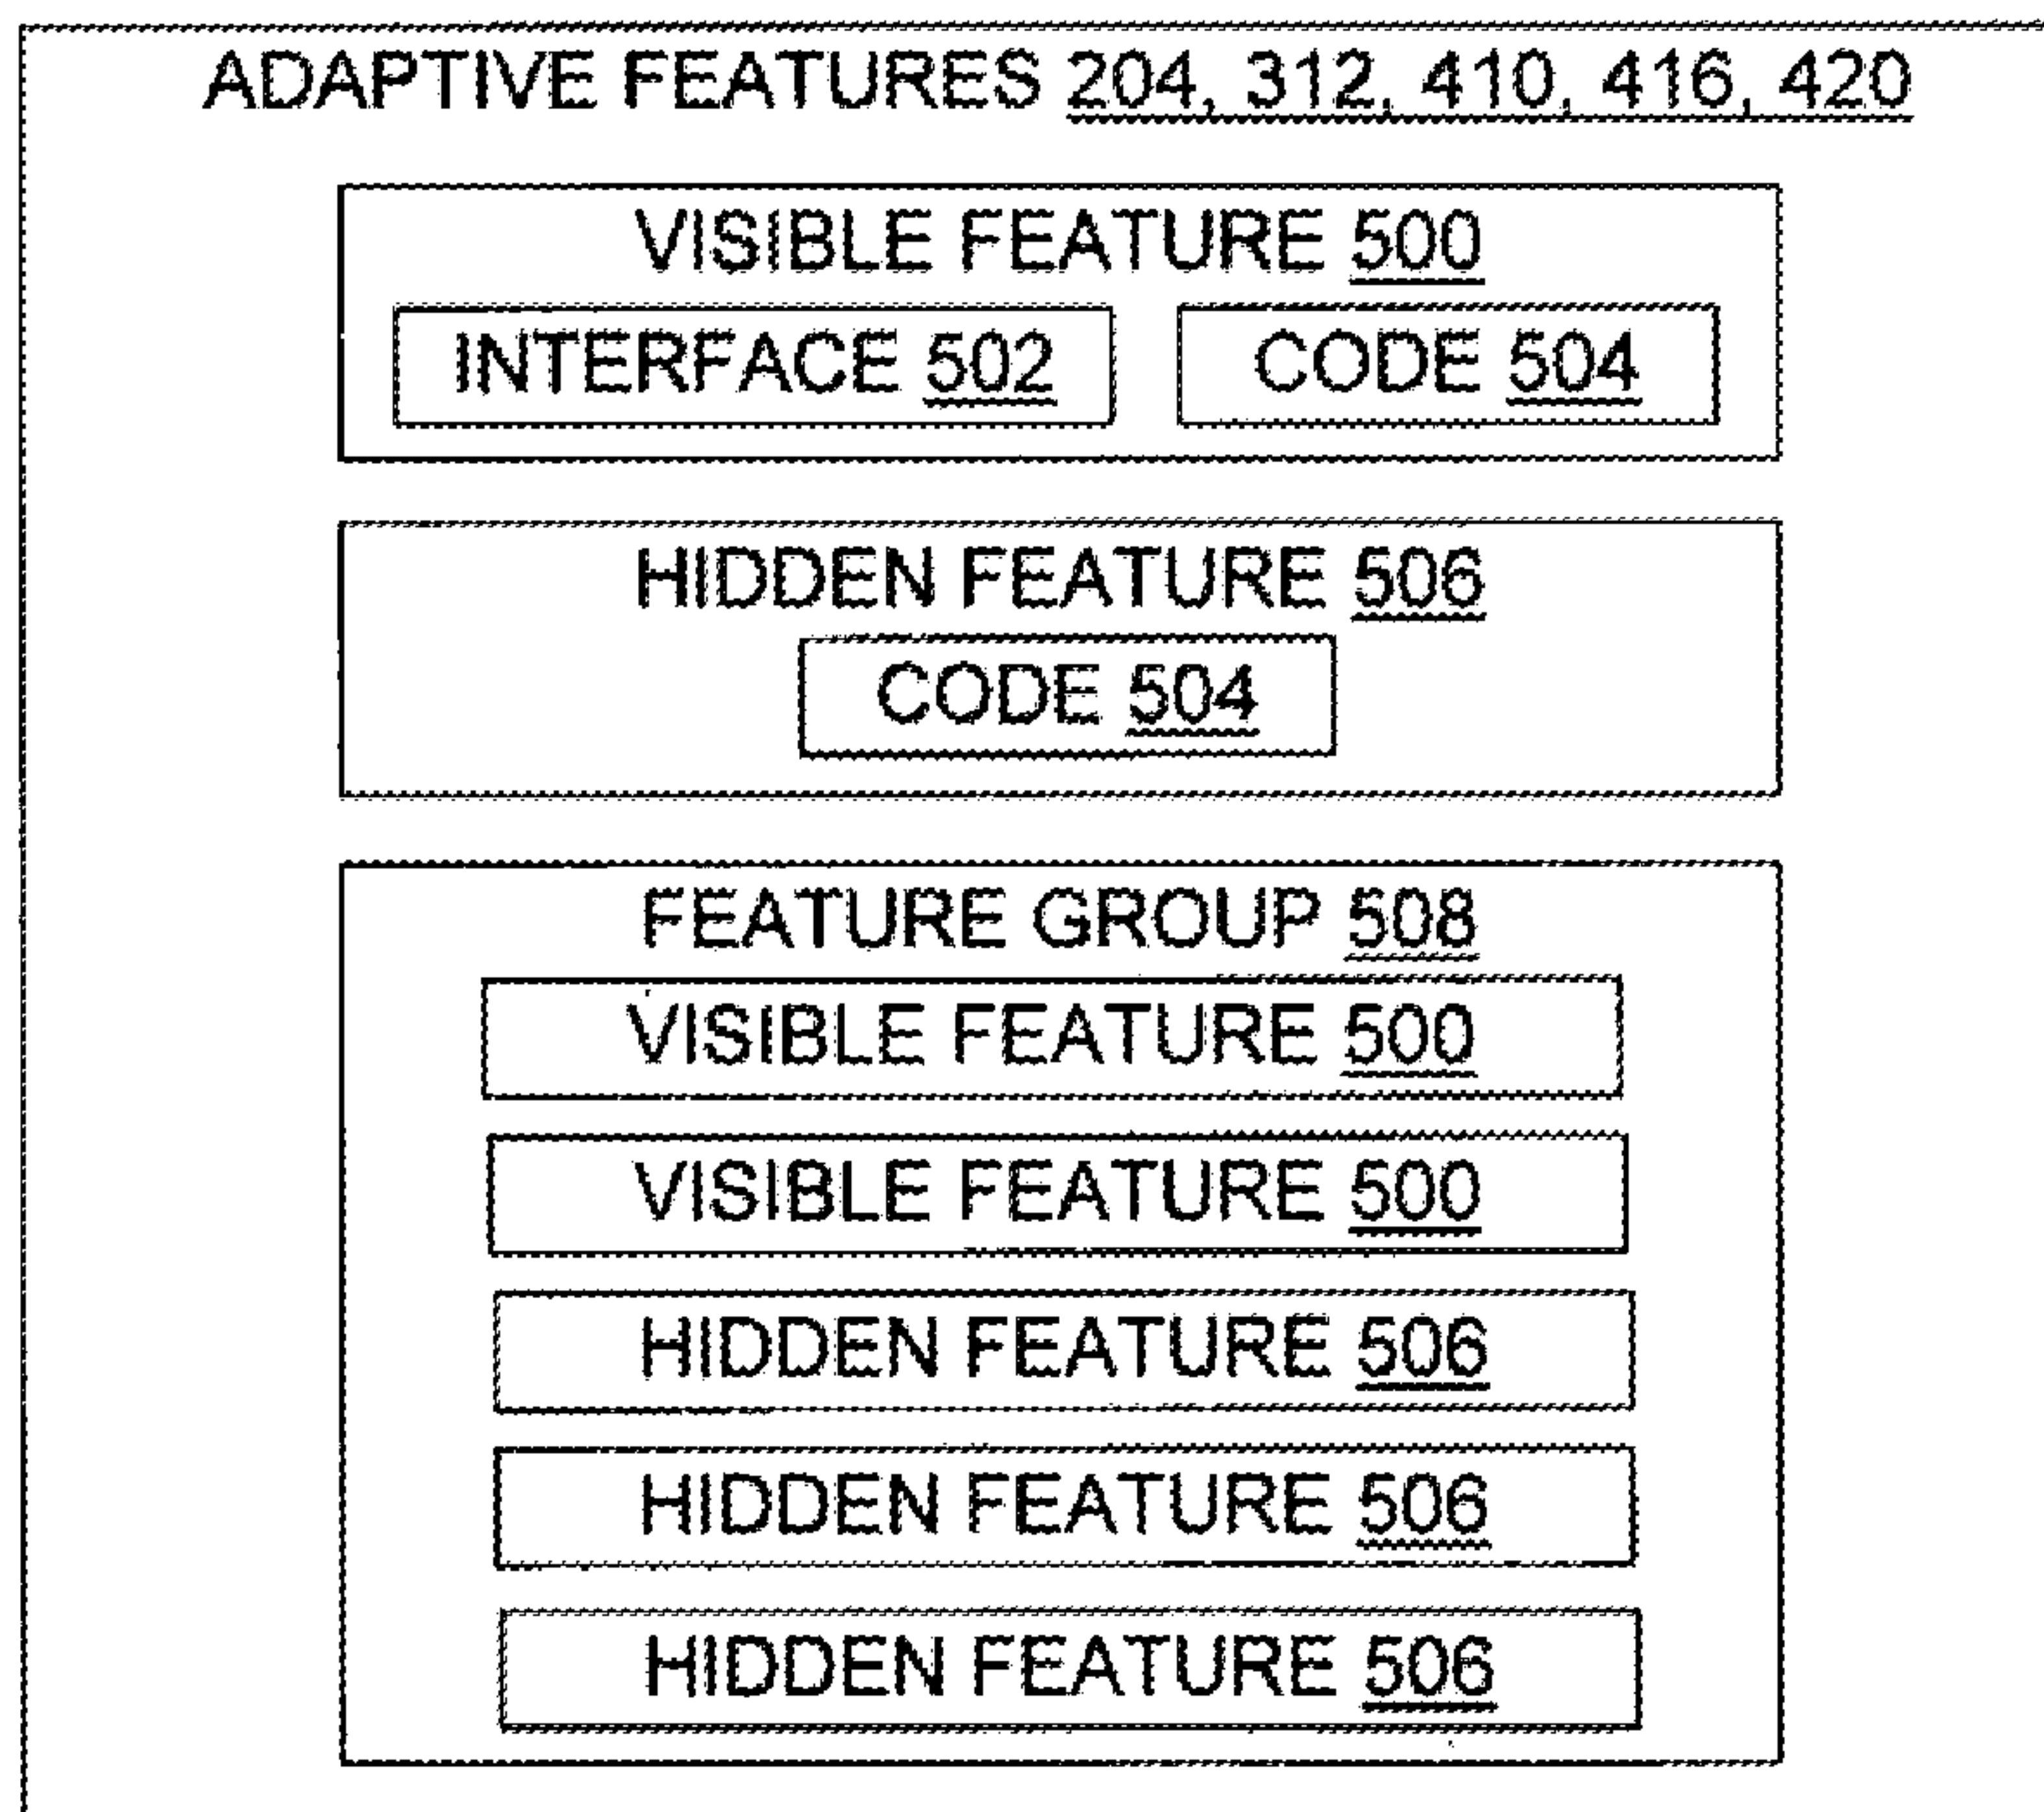 ADAPTIVE FEATURES 204, 312, 410, 416, 420
VISIBLE FEATURE 500
INTERFACE 502
CODE 504
HIDDEN FEATURE 506
CODE 504
FEATURE GROUP 508
VISIBLE FEATURE 500
VISIBLE FEATURE 500
HIDDEN FEATURE 506
HIDDEN FEATURE 506
HIDDEN FEATURE 506